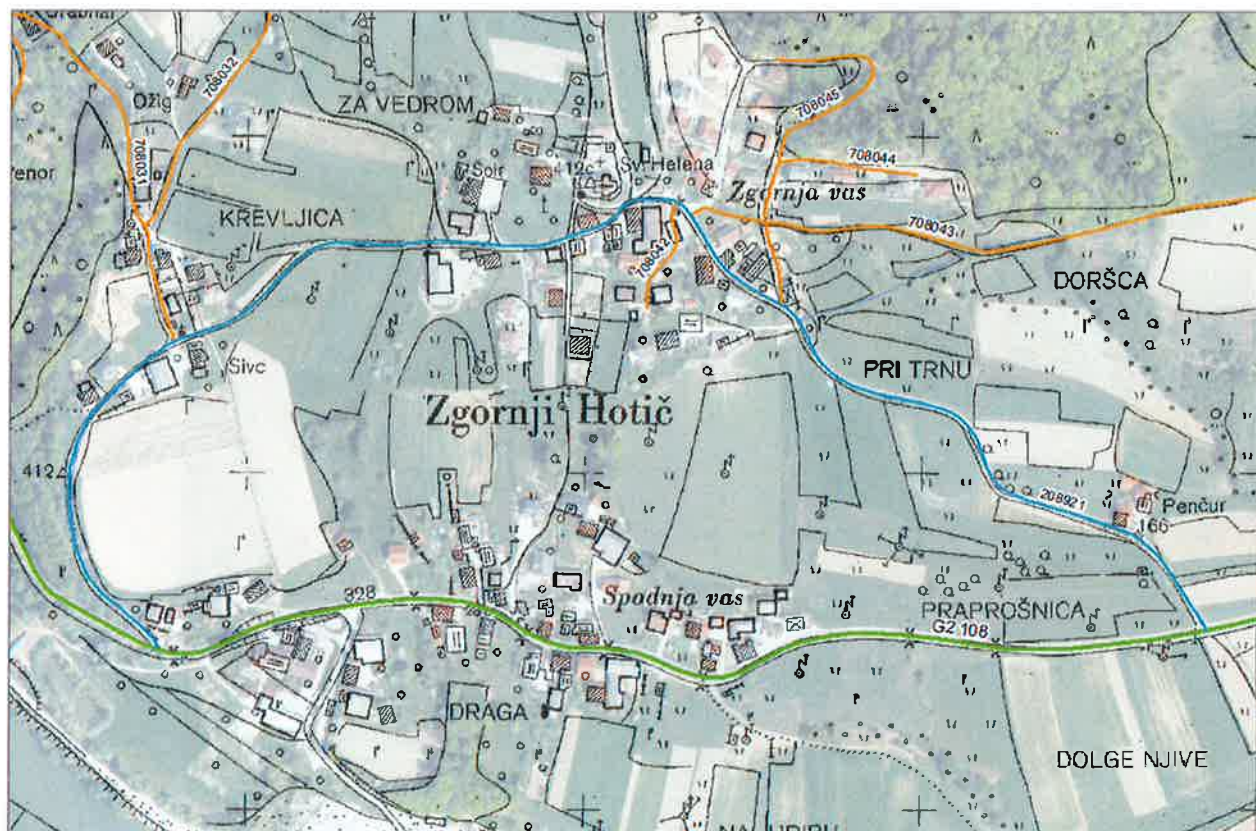 Ožig
708032
ZA VEDROM
708045
708031
Sv. Helena
708044
Zgornja vas
KREVLJICA
708043
DORŠCA
Sivc
PRI TRNU
Zgornji Hotič
412
208921
Penčur
166
328
Spodnja vas
PRAPROŠNICA
G2 108
DRAGA
DOLGE NJIVE